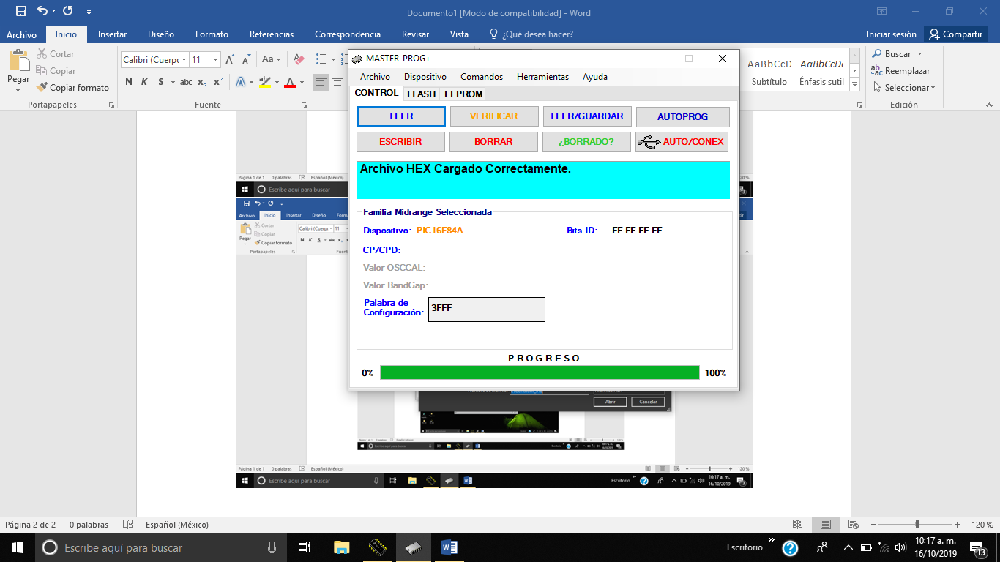 Documento1 [Modo de compatibilidad] - Word
Archivo Inicio Insertar Diseño Formato Referencias Correspondencia Revisar Vista ¿Qué desea hacer? Iniciar sesión Compartir
Pegar
Cortar
Copiar
Copiar formato
Portapapeles
Calibri (Cuerpo 11
Aa
N K S abc x₂ x² A aby A
Fuente
AaBbCcD AaBbCcDc
Subtítulo Énfasis sutil
Buscar
Reemplazar
Seleccionar
Edición
MASTER-PROG+
Archivo Dispositivo Comandos Herramientas Ayuda
CONTROL FLASH EEPROM
LEER VERIFICAR LEER/GUARDAR AUTOPROG
ESCRIBIR BORRAR ¿BORRADO? AUTO/CONEX
Archivo HEX Cargado Correctamente.
Familia Midrange Seleccionada
Dispositivo: PIC16F84A Bits ID: FF FF FF FF
CP/CPD:
Valor OSCCAL:
Valor BandGap:
Palabra de
Configuración: 3FFF
P R O G R E S O
0% 100%
Página 1 de 1 0 palabras Español (México) 120 %
Escribe aquí para buscar
Archivo Inicio Insertar Diseño
Pegar
Cortar
Copiar
Copiar formato
Portapapeles
Calibri (Cuerpo 11
N K S
Abrir Cancelar
Página 1 de 1 0 palabras Español (México) 120 %
Escribe aquí para buscar Escritorio 10:17 a. m.
16/10/2019
Página 2 de 2 0 palabras Español (México) 120 %
Escribe aquí para buscar Escritorio 10:17 a. m.
16/10/2019
13